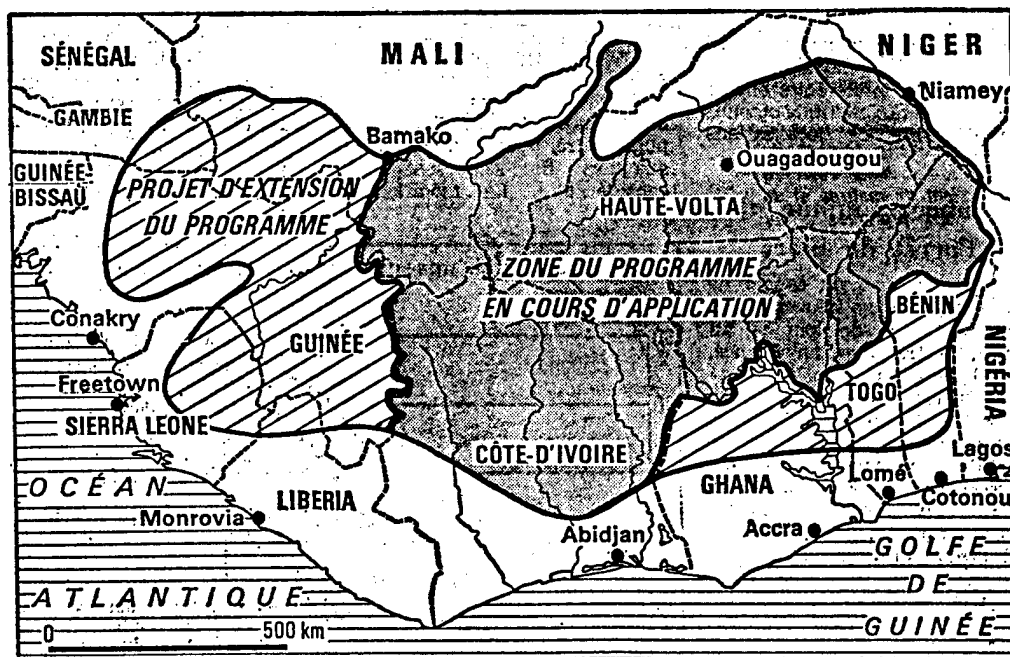 SÉNÉGAL
MALI
NIGER
GAMBIE
Niamey
Bamako
GUINÉE-
BISSAÜ
Ouagadougou
PROJET D'EXTENSION
DU PROGRAMME
HAUTE-VOLTA
ZONE DU PROGRAMME
EN COURS D'APPLICATION
BÉNIN
Conakry
GUINÉE
NIGÉRIA
Freetown
TOGO
SIERRA LEONE
CÔTE-D'IVOIRE
Lagos
OCÉAN
LIBERIA
GHANA
Lomé
Cotonou
Monrovia
Abidjan
Accra
GOLFE
ATLANTIQUE
DE
0 500 km
GUINÉE